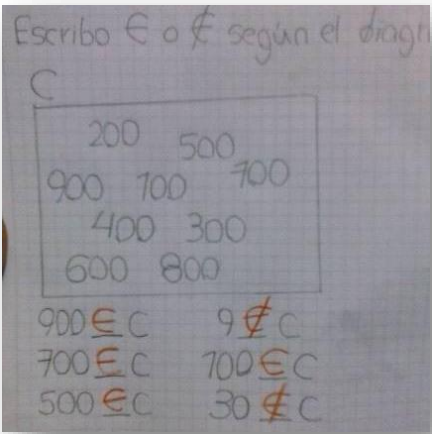 Escribo ∈ o ∉ según el diagr
C
200 500
900 100 700
400 300
600 800
900 ∈ C 9 ∉ C
700 ∈ C 100 ∈ C
500 ∈ C 30 ∉ C